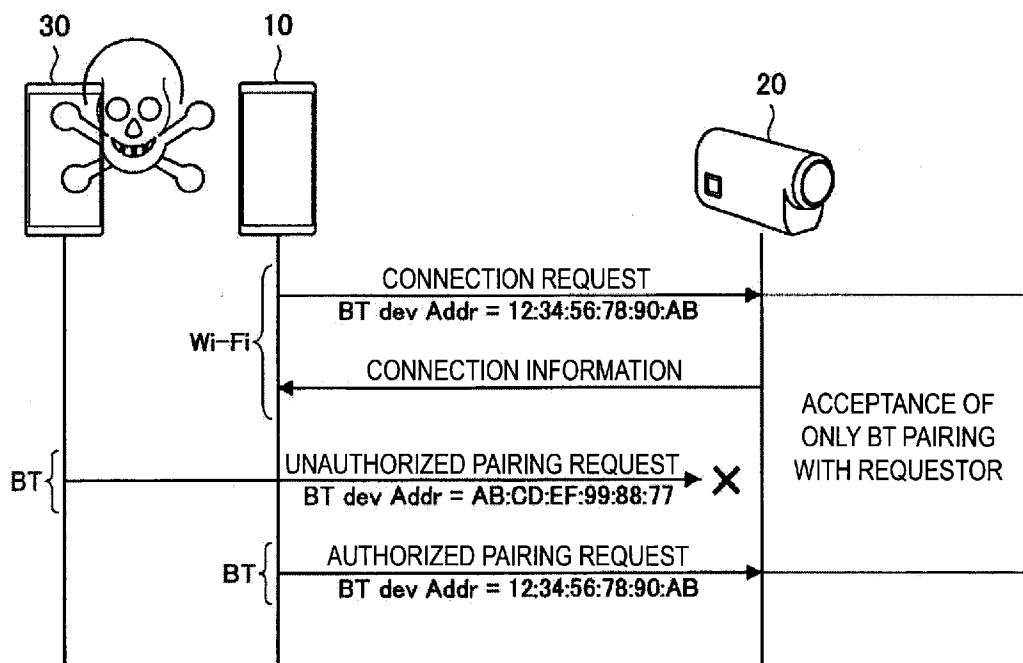 30
10
20
CONNECTION REQUEST
BT dev Addr = 12:34:56:78:90:AB
Wi-Fi
CONNECTION INFORMATION
ACCEPTANCE OF
ONLY BT PAIRING
WITH REQUESTOR
UNAUTHORIZED PAIRING REQUEST
BT
BT dev Addr = AB:CD:EF:99:88:77
AUTHORIZED PAIRING REQUEST
BT
BT dev Addr = 12:34:56:78:90:AB